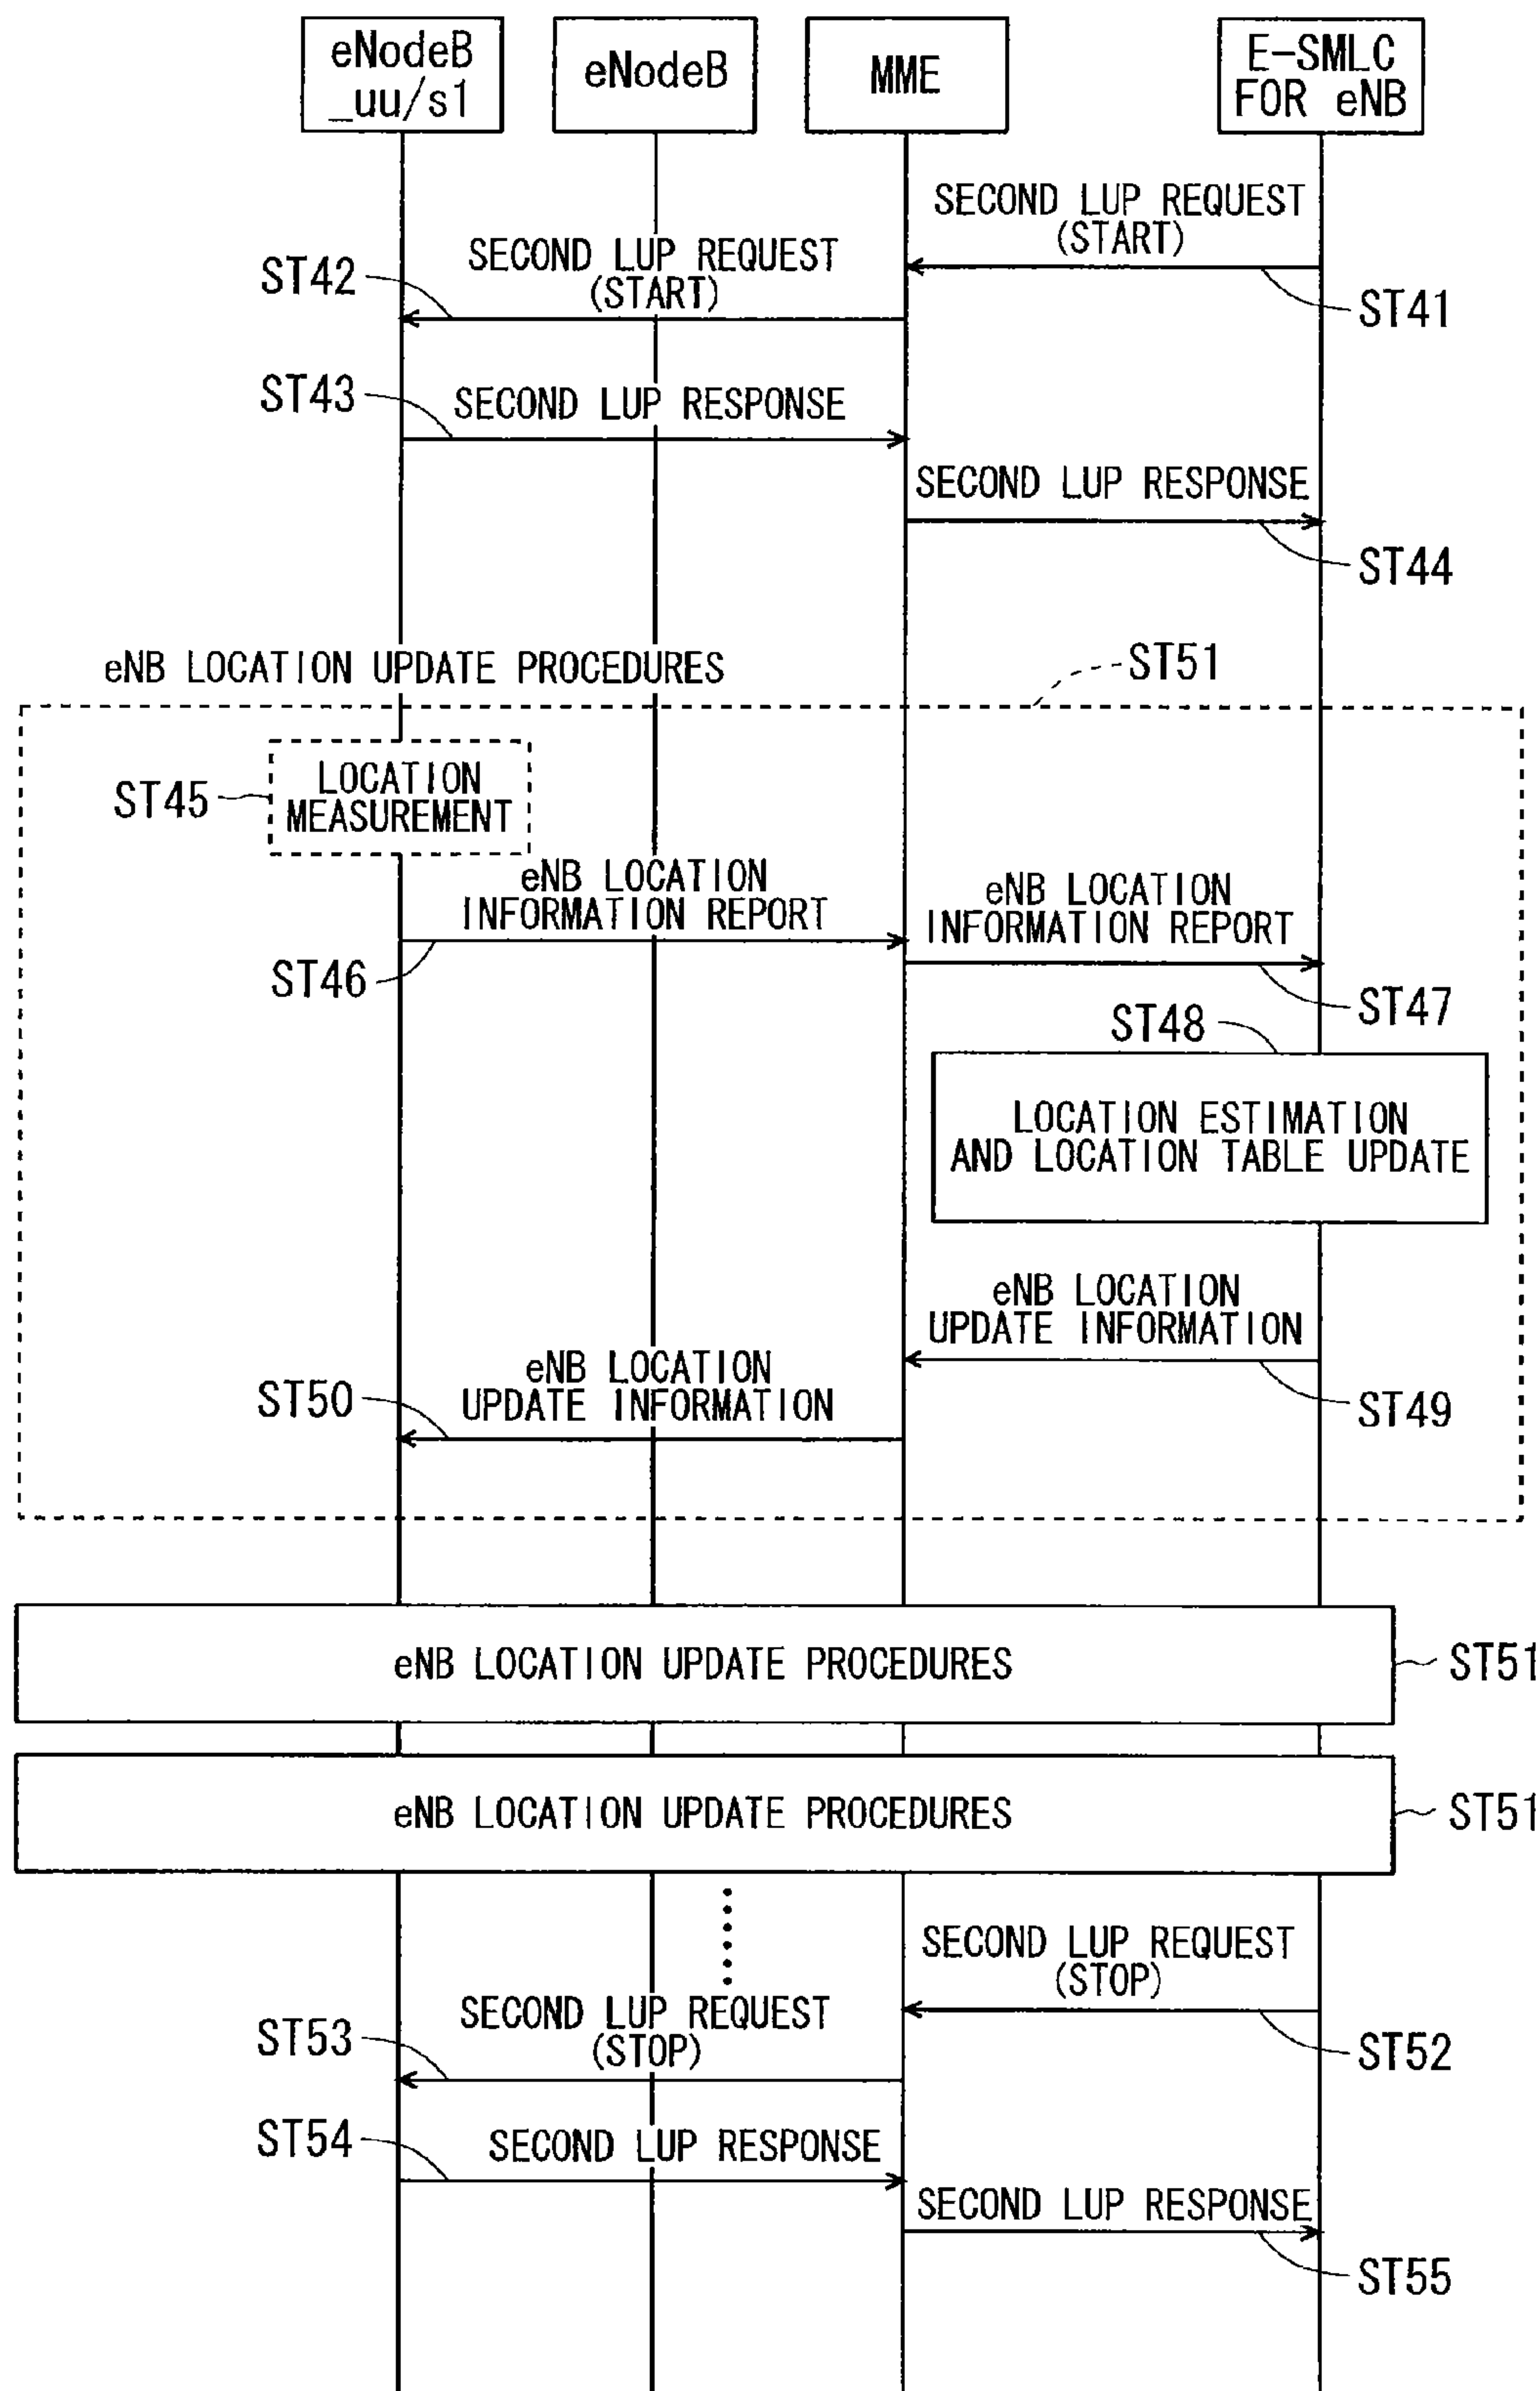 eNodeB
_uu/s1
eNodeB
MME
E-SMLC
FOR eNB
SECOND LUP REQUEST
(START)
ST41
SECOND LUP REQUEST
(START)
ST42
ST43
SECOND LUP RESPONSE
SECOND LUP RESPONSE
ST44
eNB LOCATION UPDATE PROCEDURES
ST51
ST45
LOCATION
MEASUREMENT
eNB LOCATION
INFORMATION REPORT
ST46
eNB LOCATION
INFORMATION REPORT
ST47
ST48
LOCATION ESTIMATION
AND LOCATION TABLE UPDATE
eNB LOCATION
UPDATE INFORMATION
ST49
eNB LOCATION
UPDATE INFORMATION
ST50
eNB LOCATION UPDATE PROCEDURES
ST51
eNB LOCATION UPDATE PROCEDURES
ST51
SECOND LUP REQUEST
(STOP)
ST52
SECOND LUP REQUEST
(STOP)
ST53
ST54
SECOND LUP RESPONSE
SECOND LUP RESPONSE
ST55